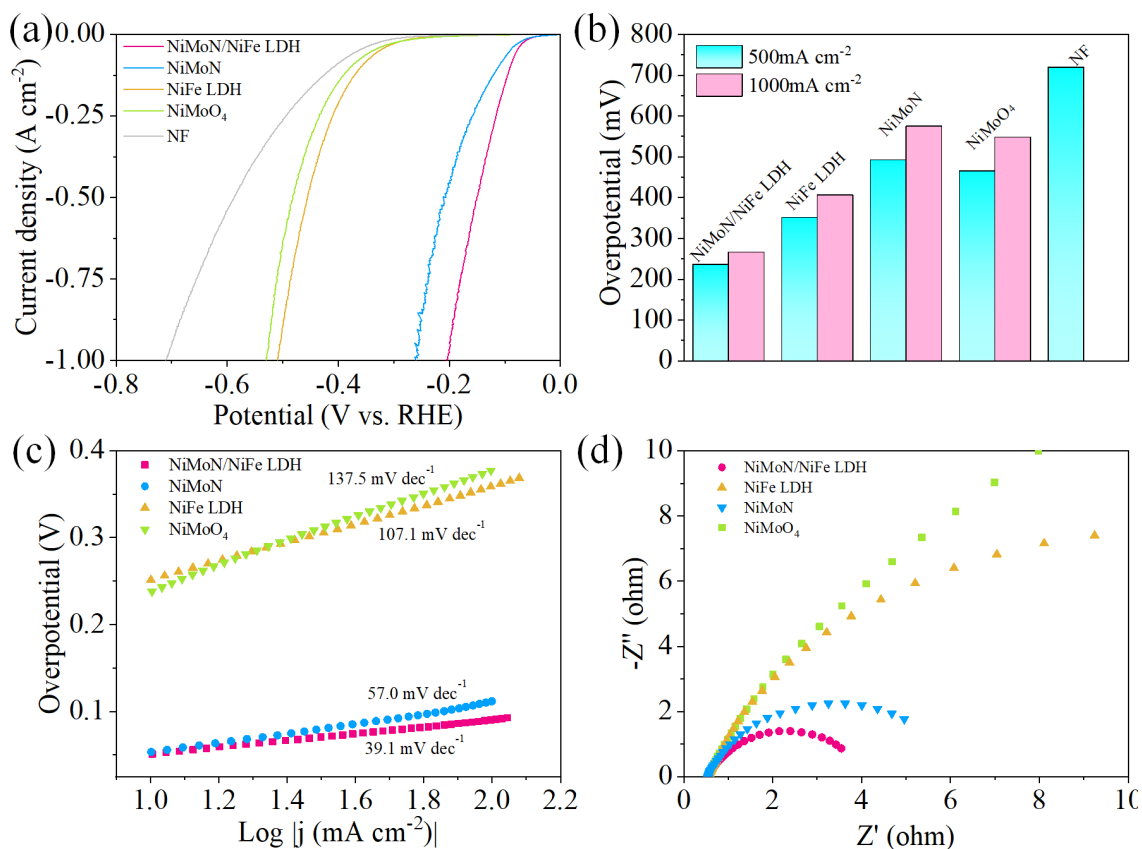 (a)
0.00
-0.25
-0.50
-0.75
-1.00
Current density (A cm⁻²)
NiMoN/NiFe LDH
NiMoN
NiFe LDH
NiMoO₄
NF
-0.8
-0.6
-0.4
-0.2
0.0
Potential (V vs. RHE)
(b)
800
700
600
500
400
300
200
100
0
Overpotential (mV)
500mA cm⁻²
1000mA cm⁻²
NiMoN/NiFe LDH
NiFe LDH
NiMoN
NiMoO₄
NF
(c)
0.4
0.3
0.2
0.1
Overpotential (V)
NiMoN/NiFe LDH
NiMoN
NiFe LDH
NiMoO₄
137.5 mV dec⁻¹
107.1 mV dec⁻¹
57.0 mV dec⁻¹
39.1 mV dec⁻¹
1.0
1.2
1.4
1.6
1.8
2.0
2.2
Log |j (mA cm⁻²)|
(d)
10
8
6
4
2
0
-Z'' (ohm)
NiMoN/NiFe LDH
NiFe LDH
NiMoN
NiMoO₄
0
2
4
6
8
10
Z' (ohm)